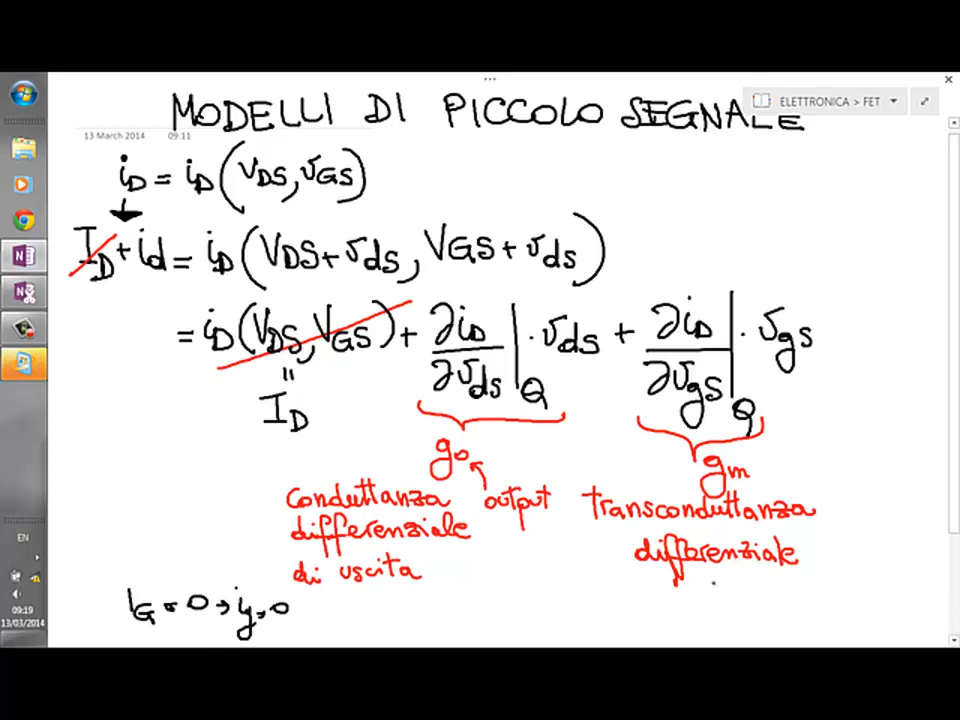 ELETTRONICA > FET
MODELLI DI PICCOLO SEGNALE
13 March 2014 09:11
iD = iD (vDS, vGS)
ID + id = iD (VDS + vds, VGS + vds)
= iD (VDS, VGS) + ∂iD/∂vds |Q · vds + ∂iD/∂vgs |Q · vgs
"
ID
go
gm
conduttanza differenziale di uscita
output
transconduttanza differenziale
iG = 0 → ig = 0
EN
09:19
13/03/2014